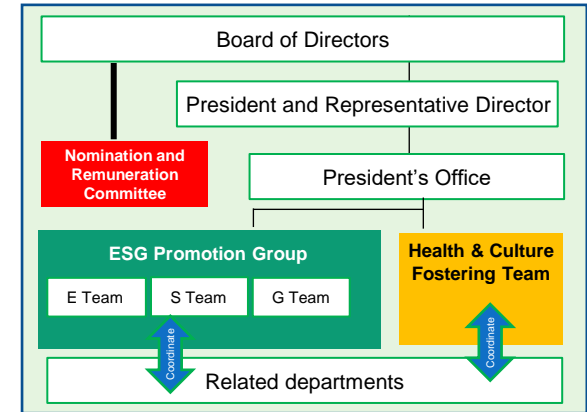 Board of Directors
President and Representative Director
Nomination and
Remuneration
Committee
President's Office
ESG Promotion Group
E Team
S Team
G Team
Health & Culture
Fostering Team
Coordinate
Coordinate
Related departments